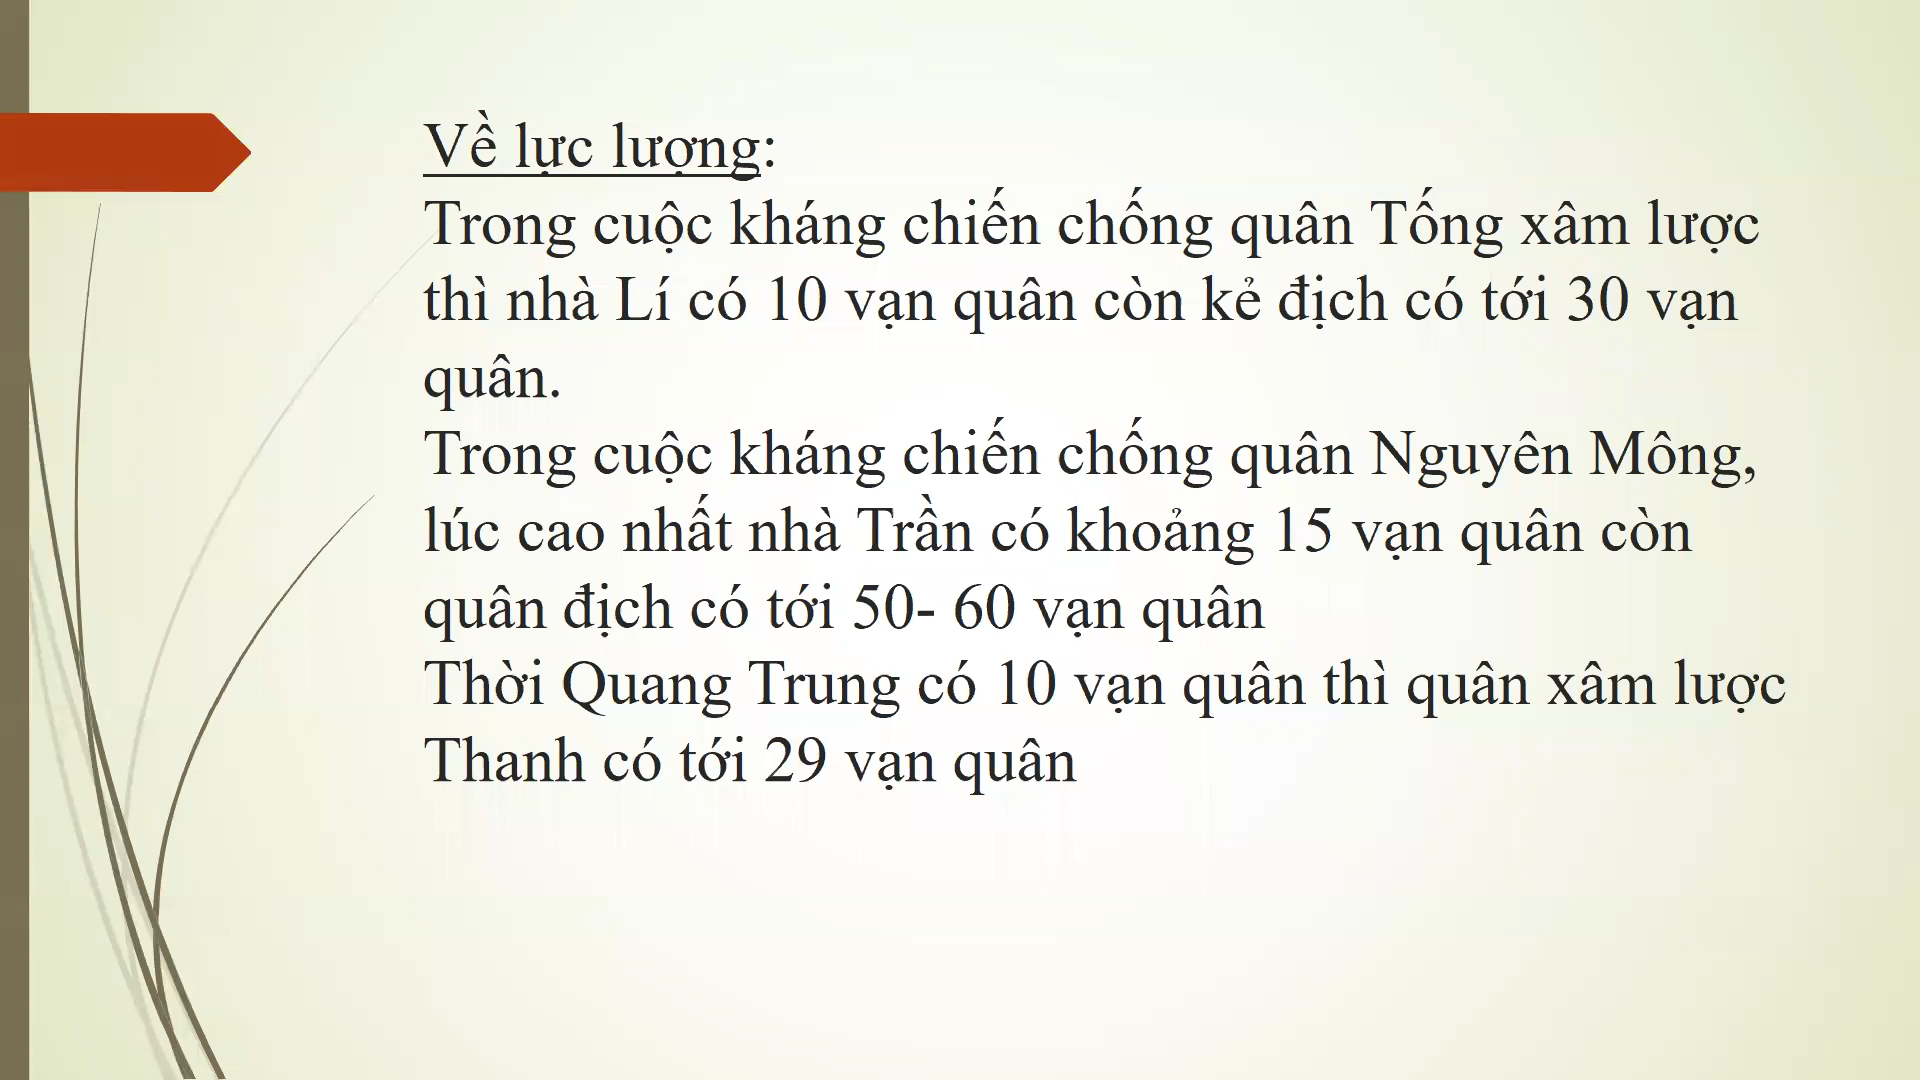 Về lực lượng:
Trong cuộc kháng chiến chống quân Tống xâm lược
thì nhà Lí có 10 vạn quân còn kẻ địch có tới 30 vạn
quân.
Trong cuộc kháng chiến chống quân Nguyên Mông,
lúc cao nhất nhà Trần có khoảng 15 vạn quân còn
quân địch có tới 50- 60 vạn quân
Thời Quang Trung có 10 vạn quân thì quân xâm lược
Thanh có tới 29 vạn quân